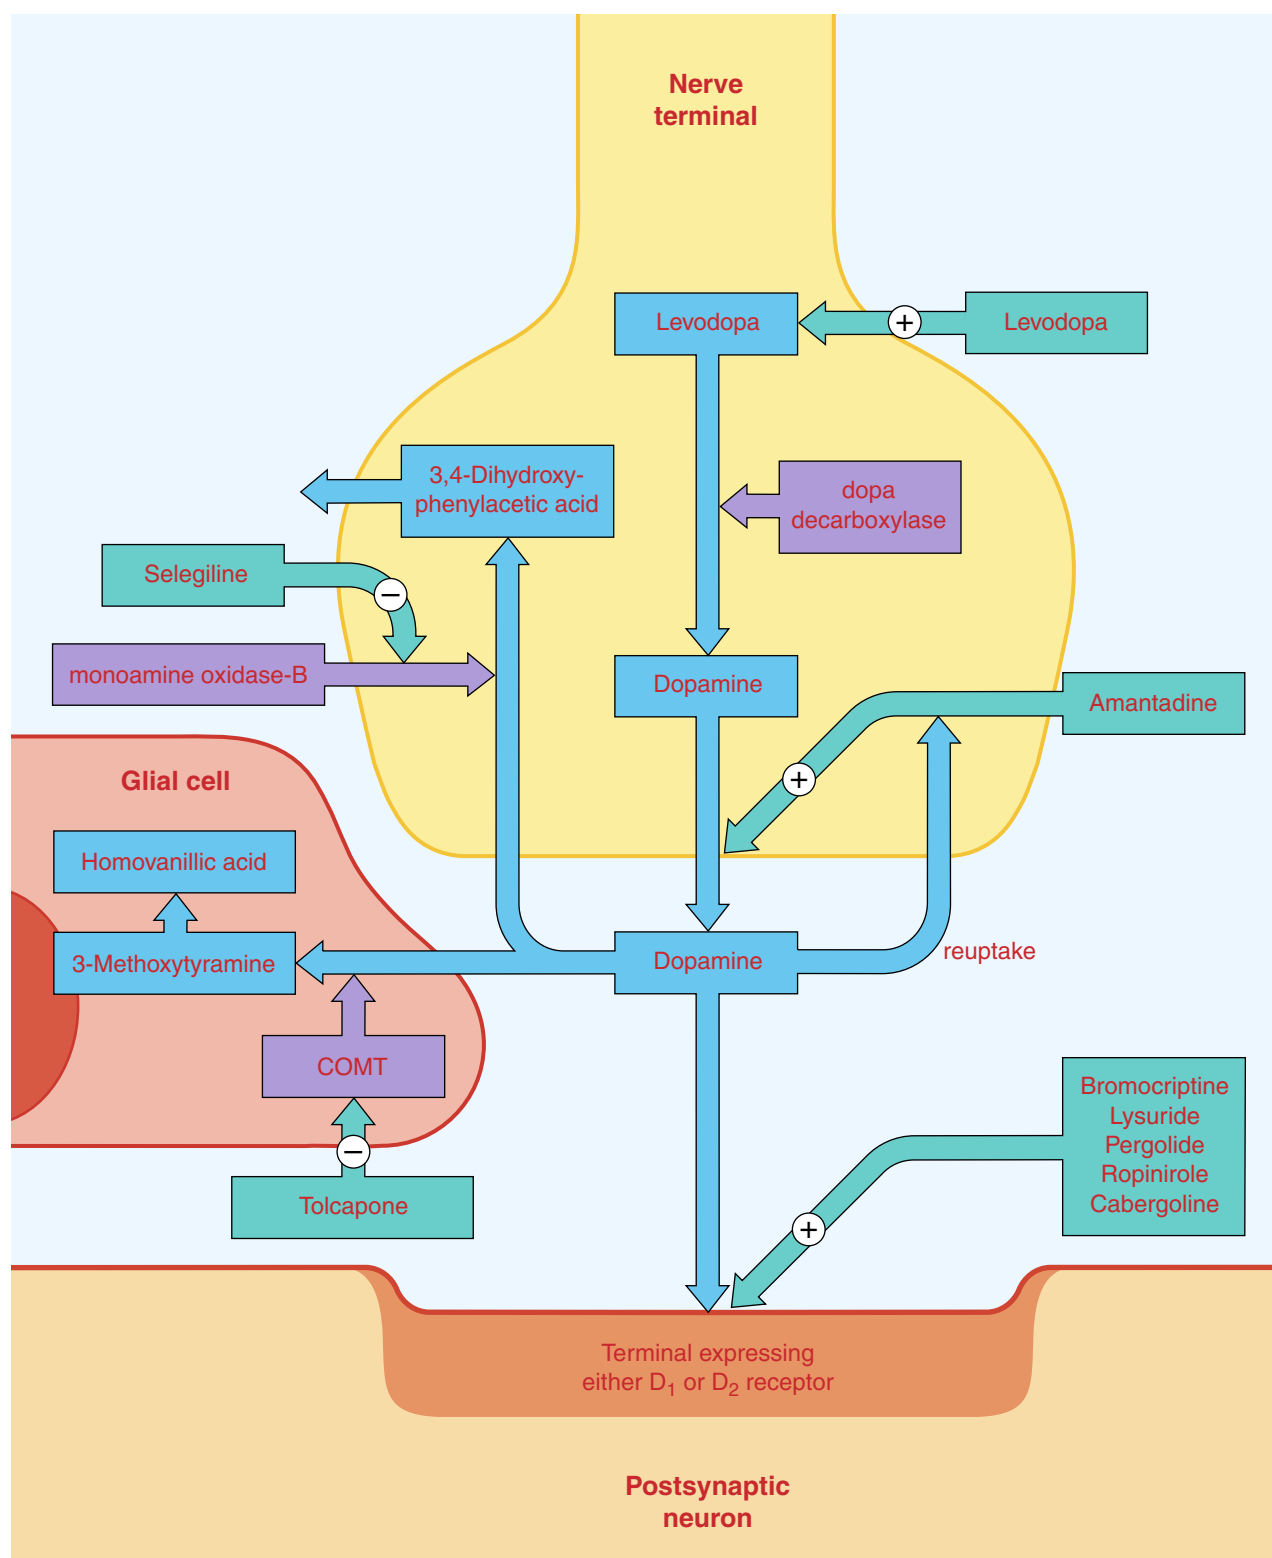 Nerve
terminal
Levodopa
Levodopa
3,4-Dihydroxy-
phenylacetic acid
dopa
decarboxylase
Selegiline
−
+
monoamine oxidase-B
Dopamine
Amantadine
+
Glial cell
Homovanillic acid
3-Methoxytyramine
Dopamine
reuptake
COMT
−
Tolcapone
Bromocriptine
Lysuride
Pergolide
Ropinirole
Cabergoline
+
Terminal expressing
either D₁ or D₂ receptor
Postsynaptic
neuron